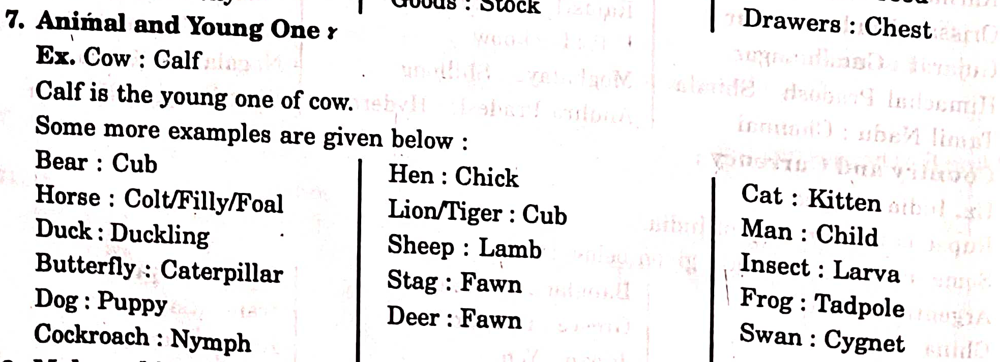 Goods : Stock
Drawers : Chest
7. Animal and Young One :
Ex. Cow : Calf
Calf is the young one of cow.
Some more examples are given below :
Bear : Cub
Horse : Colt/Filly/Foal
Duck : Duckling
Butterfly : Caterpillar
Dog : Puppy
Cockroach : Nymph
Hen : Chick
Lion/Tiger : Cub
Sheep : Lamb
Stag : Fawn
Deer : Fawn
Cat : Kitten
Man : Child
Insect : Larva
Frog : Tadpole
Swan : Cygnet